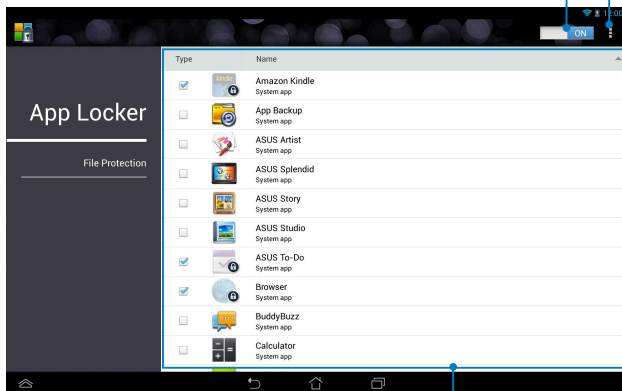 12:00
ON
Type Name
App Locker
File Protection
kindle
Amazon Kindle
System app
App Backup
System app
ASUS Artist
System app
ASUS Splendid
System app
ASUS Story
System app
ASUS Studio
System app
ASUS To-Do
System app
Browser
System app
BuddyBuzz
System app
Calculator
System app